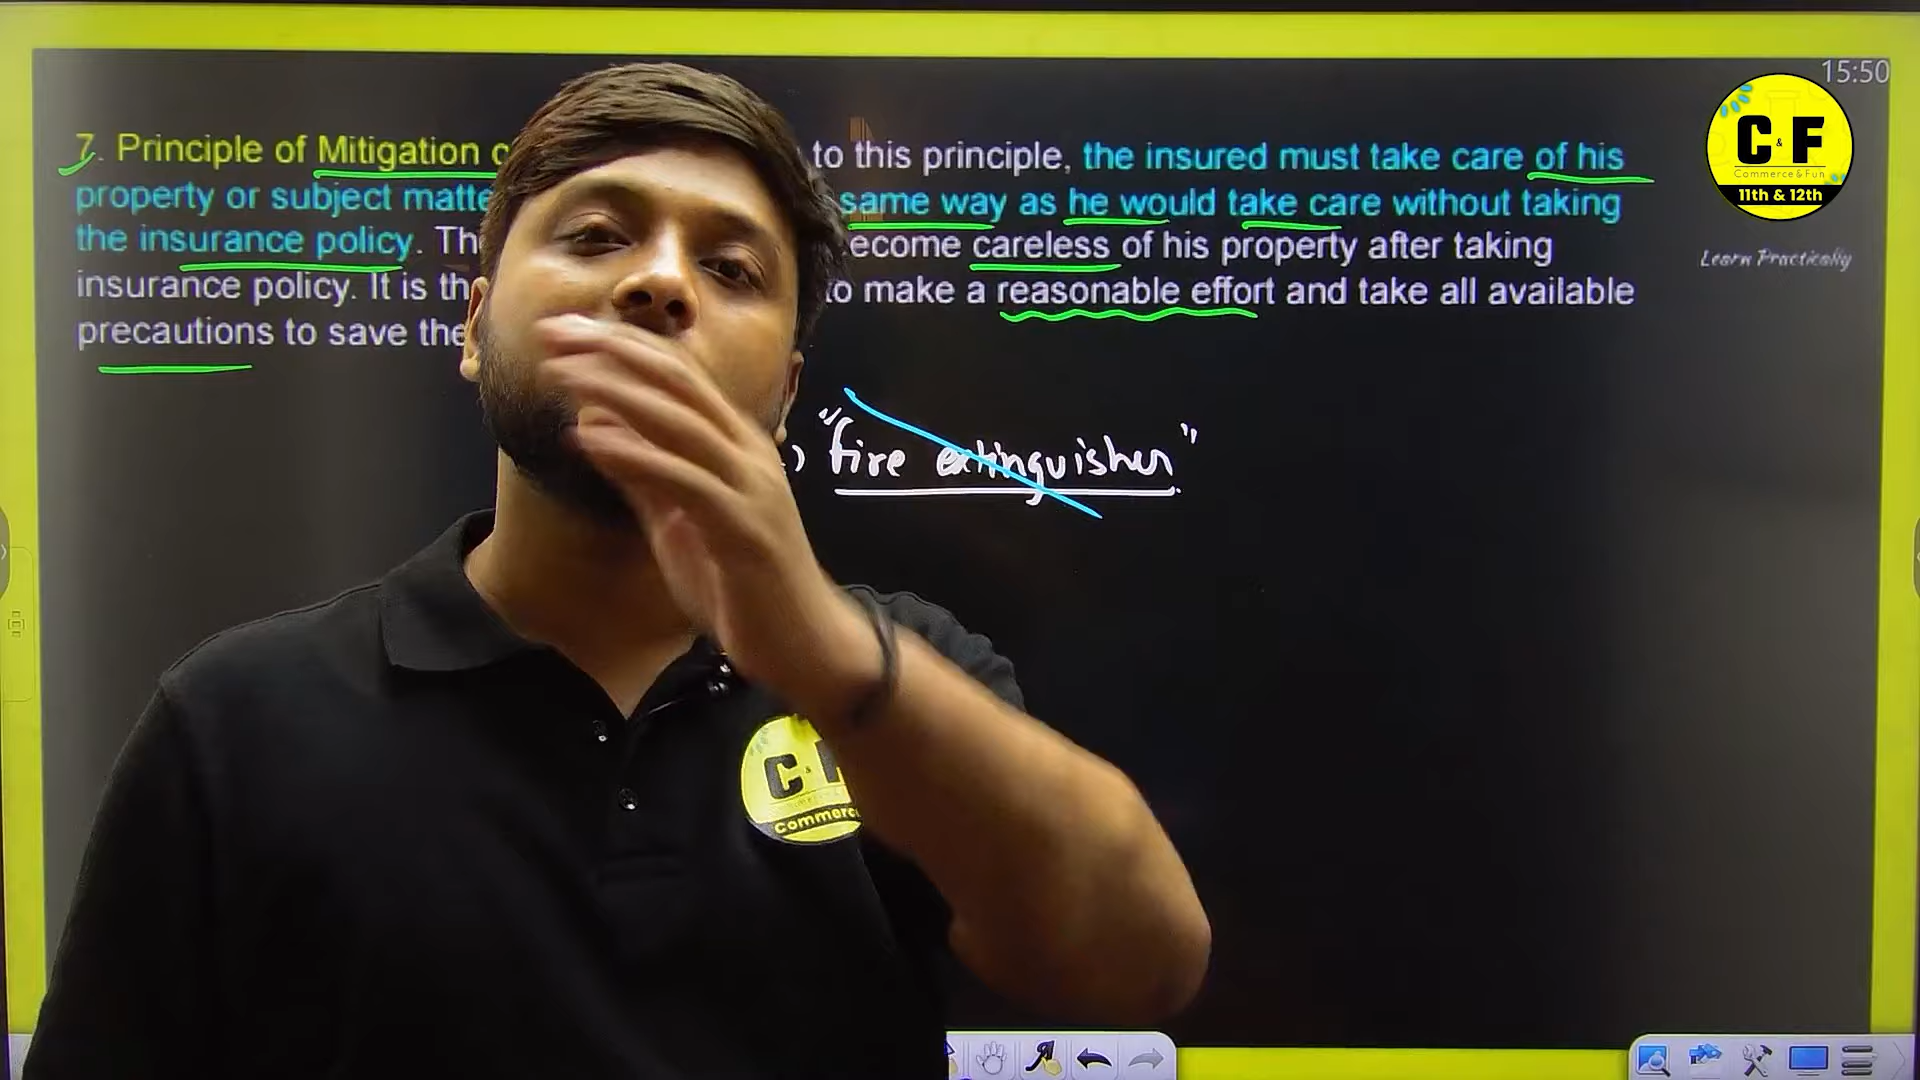 15:50
7. Principle of Mitigation o to this principle, the insured must take care of his
property or subject matte same way as he would take care without taking
the insurance policy. Th ecome careless of his property after taking
insurance policy. It is th to make a reasonable effort and take all available
precautions to save the
"fire extinguisher"
C & F
Commerce & Fun
11th & 12th
Learn Practically
C & F
Commerc